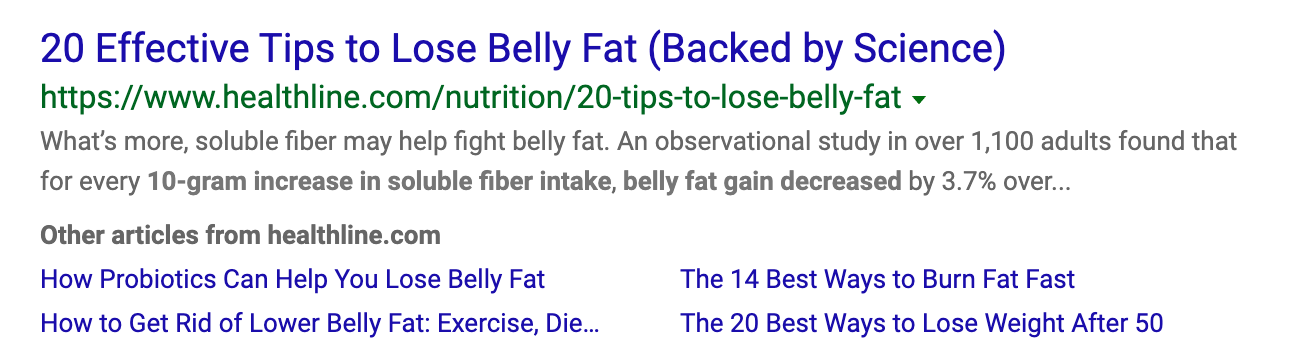 20 Effective Tips to Lose Belly Fat (Backed by Science)
https://www.healthline.com/nutrition/20-tips-to-lose-belly-fat
What's more, soluble fiber may help fight belly fat. An observational study in over 1,100 adults found that
for every 10-gram increase in soluble fiber intake, belly fat gain decreased by 3.7% over...
Other articles from healthline.com
How Probiotics Can Help You Lose Belly Fat
The 14 Best Ways to Burn Fat Fast
How to Get Rid of Lower Belly Fat: Exercise, Die...
The 20 Best Ways to Lose Weight After 50